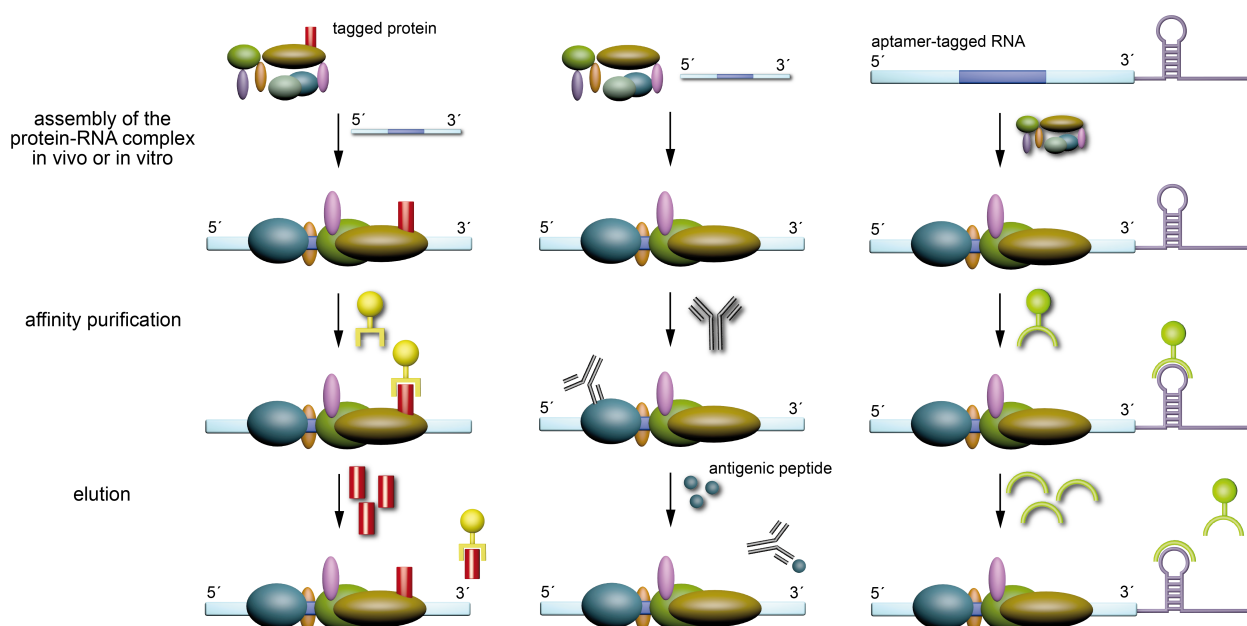 tagged protein
5´ 3´
aptamer-tagged RNA
5´ 3´
assembly of the
protein-RNA complex
in vivo or in vitro
5´ 3´
5´ 3´
5´ 3´
5´ 3´
affinity purification
5´ 3´
5´ 3´
5´ 3´
elution
antigenic peptide
5´ 3´
5´ 3´
5´ 3´